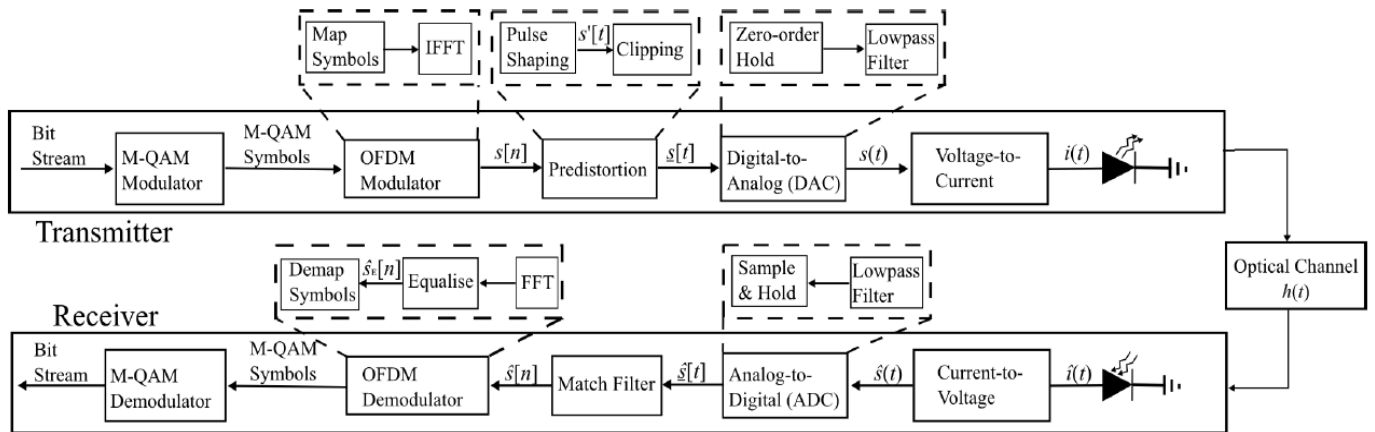 Map
Symbols
IFFT
Pulse
Shaping
s'[t]
Clipping
Zero-order
Hold
Lowpass
Filter
Bit
Stream
M-QAM
Modulator
M-QAM
Symbols
OFDM
Modulator
s[n]
Predistortion
s[t]
Digital-to-
Analog (DAC)
s(t)
Voltage-to-
Current
i(t)
Transmitter
Optical Channel
h(t)
Demap
Symbols
ŝE[n]
Equalise
FFT
Sample
& Hold
Lowpass
Filter
Receiver
Bit
Stream
M-QAM
Demodulator
M-QAM
Symbols
OFDM
Demodulator
ŝ[n]
Match Filter
ŝ[t]
Analog-to-
Digital (ADC)
ŝ(t)
Current-to-
Voltage
î(t)